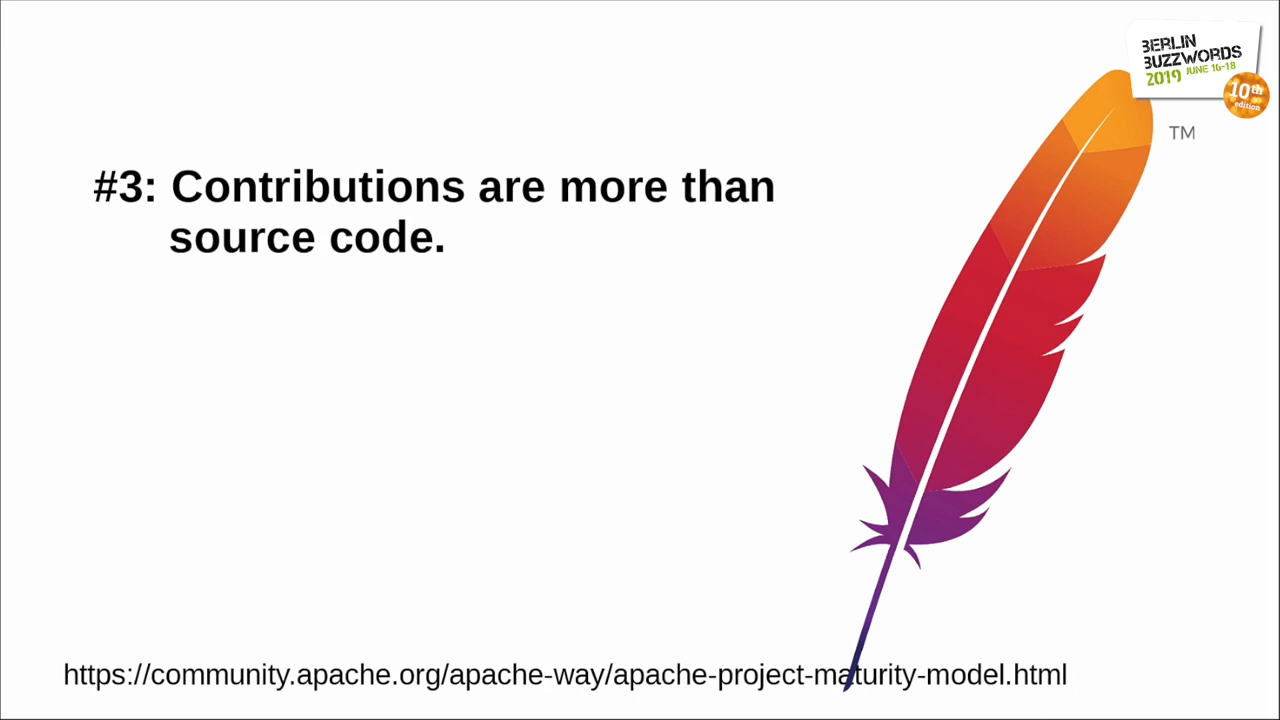 BERLIN
BUZZWORDS
2019 JUNE 16-18
10th
edition
TM
#3: Contributions are more than
source code.
https://community.apache.org/apache-way/apache-project-maturity-model.html